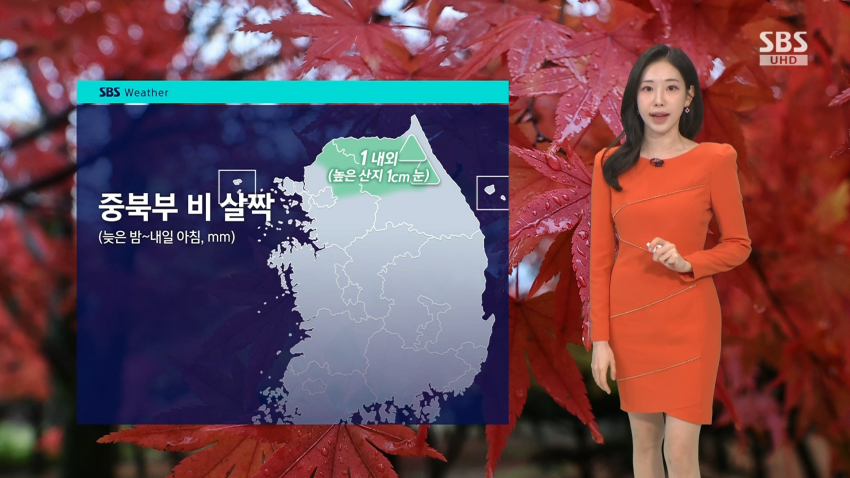 SBS
UHD
SBS Weather
1 내외
(높은 산지 1cm 눈)
중북부 비 살짝
(늦은 밤~내일 아침, mm)